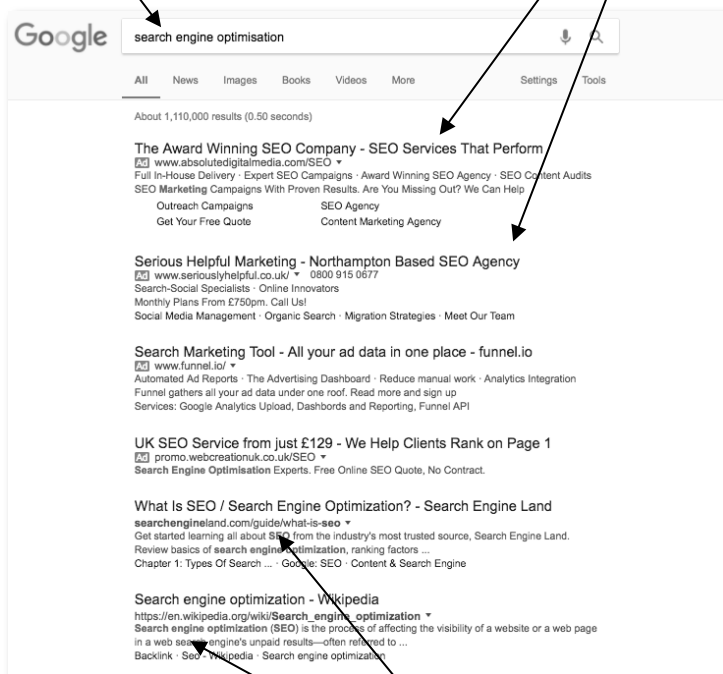 Google
search engine optimisation
All News Images Books Videos More Settings Tools
About 1,110,000 results (0.50 seconds)
The Award Winning SEO Company - SEO Services That Perform
Ad www.absolutedigitalmedia.com/SEO
Full In-House Delivery · Expert SEO Campaigns · Award Winning SEO Agency · SEO Content Audits
SEO Marketing Campaigns With Proven Results. Are You Missing Out? We Can Help
Outreach Campaigns SEO Agency
Get Your Free Quote Content Marketing Agency
Serious Helpful Marketing - Northampton Based SEO Agency
Ad www.seriouslyhelpful.co.uk/ 0800 915 0677
Search-Social Specialists · Online Innovators
Monthly Plans From £750pm. Call Us!
Social Media Management · Organic Search · Migration Strategies · Meet Our Team
Search Marketing Tool - All your ad data in one place - funnel.io
Ad www.funnel.io/
Automated Ad Reports · The Advertising Dashboard · Reduce manual work · Analytics Integration
Funnel gathers all your ad data under one roof. Read more and sign up
Services: Google Analytics Upload, Dashbords and Reporting, Funnel API
UK SEO Service from just £129 - We Help Clients Rank on Page 1
Ad promo.webcreationuk.co.uk/SEO
Search Engine Optimisation Experts. Free Online SEO Quote, No Contract.
What Is SEO / Search Engine Optimization? - Search Engine Land
searchengineland.com/guide/what-is-seo
Get started learning all about SEO from the industry's most trusted source, Search Engine Land.
Review basics of search engine optimization, ranking factors ...
Chapter 1: Types Of Search ... · Google: SEO · Content & Search Engine
Search engine optimization - Wikipedia
https://en.wikipedia.org/wiki/Search_engine_optimization
Search engine optimization (SEO) is the process of affecting the visibility of a website or a web page
in a web search engine's unpaid results—often referred to ...
Backlink · Seo - Wikipedia · Search engine optimization